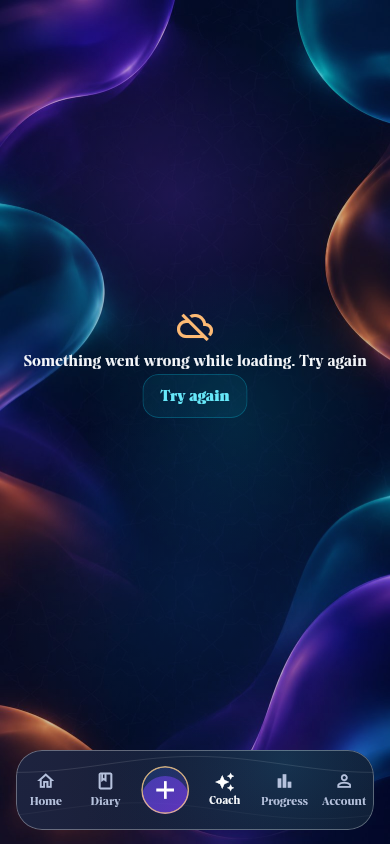 Something went wrong while loading. Try again
Try again
Home
Diary
Coach
Progress
Account